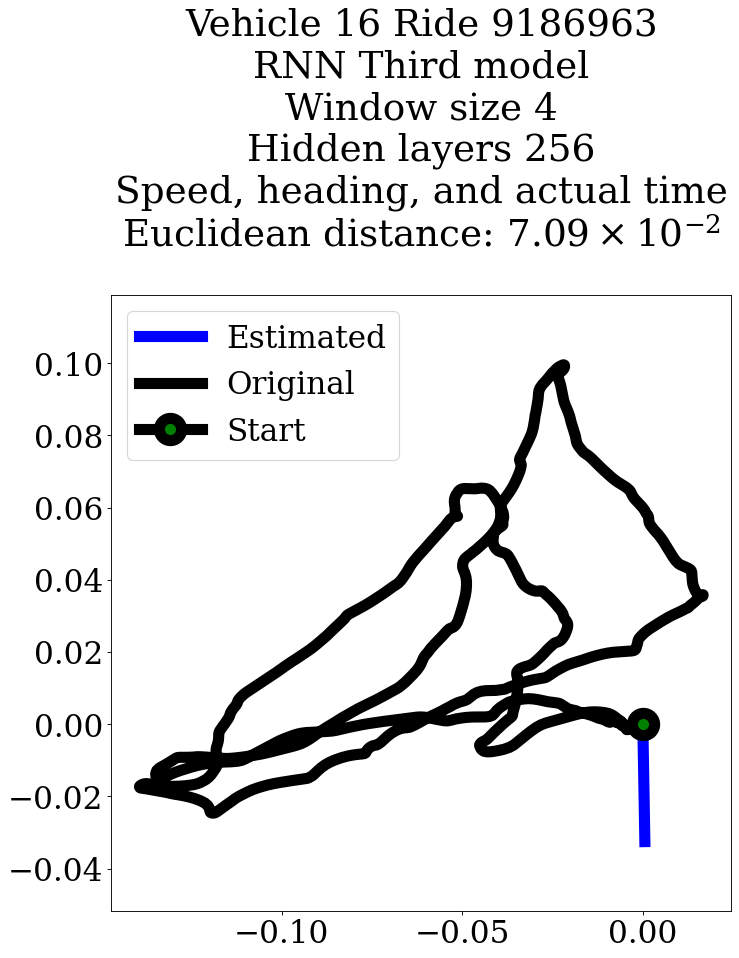 Vehicle 16 Ride 9186963
RNN Third model
Window size 4
Hidden layers 256
Speed, heading, and actual time
Euclidean distance: 7.09 × 10⁻²
Estimated
Original
Start
0.10
0.08
0.06
0.04
0.02
0.00
−0.02
−0.04
−0.10
−0.05
0.00